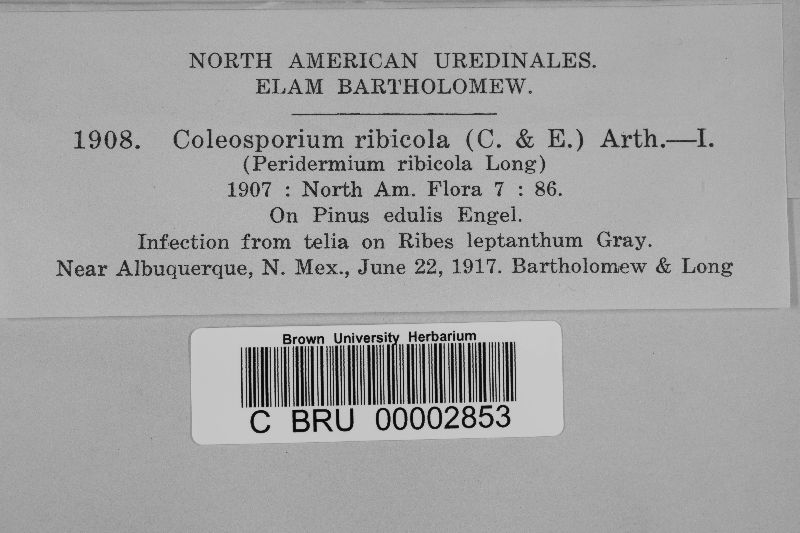 NORTH AMERICAN UREDINALES.
ELAM BARTHOLOMEW.
1908. Coleosporium ribicola (C. & E.) Arth.—I.
(Peridermium ribicola Long)
1907 : North Am. Flora 7 : 86.
On Pinus edulis Engel.
Infection from telia on Ribes leptanthum Gray.
Near Albuquerque, N. Mex., June 22, 1917. Bartholomew & Long
Brown University Herbarium
C BRU 00002853